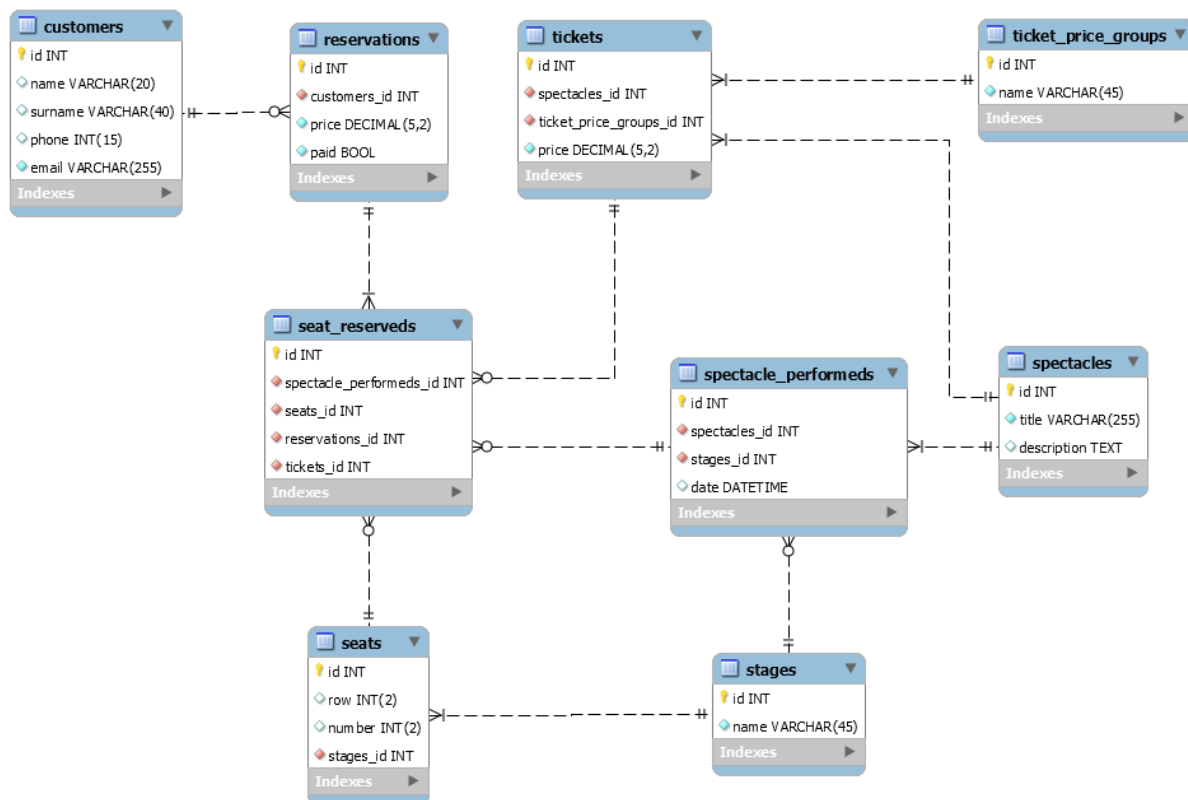 customers
id INT
name VARCHAR(20)
surname VARCHAR(40)
phone INT(15)
email VARCHAR(255)
Indexes
reservations
id INT
customers_id INT
price DECIMAL(5,2)
paid BOOL
Indexes
tickets
id INT
spectacles_id INT
ticket_price_groups_id INT
price DECIMAL(5,2)
Indexes
ticket_price_groups
id INT
name VARCHAR(45)
Indexes
seat_reserveds
id INT
spectacle_performeds_id INT
seats_id INT
reservations_id INT
tickets_id INT
Indexes
spectacle_performeds
id INT
spectacles_id INT
stages_id INT
date DATETIME
Indexes
spectacles
id INT
title VARCHAR(255)
description TEXT
Indexes
seats
id INT
row INT(2)
number INT(2)
stages_id INT
Indexes
stages
id INT
name VARCHAR(45)
Indexes